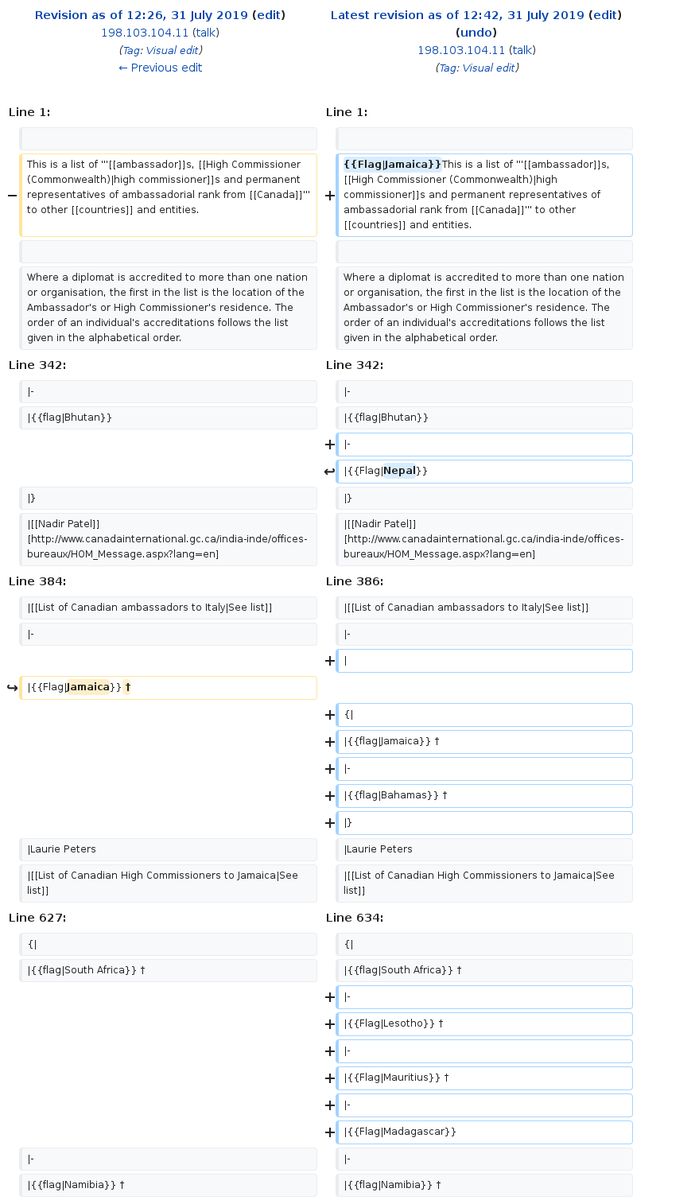 Revision as of 12:26, 31 July 2019 (edit)
198.103.104.11 (talk)
(Tag: Visual edit)
← Previous edit
Latest revision as of 12:42, 31 July 2019 (edit)
(undo)
198.103.104.11 (talk)
(Tag: Visual edit)
Line 1:
Line 1:
− This is a list of '''[[ambassador]]s, [[High Commissioner
(Commonwealth)|high commissioner]]s and permanent
representatives of ambassadorial rank from [[Canada]]'''
to other [[countries]] and entities.
+ {{Flag|Jamaica}}This is a list of '''[[ambassador]]s,
[[High Commissioner (Commonwealth)|high
commissioner]]s and permanent representatives of
ambassadorial rank from [[Canada]]''' to other
[[countries]] and entities.
Where a diplomat is accredited to more than one nation
or organisation, the first in the list is the location of the
Ambassador's or High Commissioner's residence. The
order of an individual's accreditations follows the list
given in the alphabetical order.
Where a diplomat is accredited to more than one nation
or organisation, the first in the list is the location of the
Ambassador's or High Commissioner's residence. The
order of an individual's accreditations follows the list
given in the alphabetical order.
Line 342:
Line 342:
|-
|-
|{{flag|Bhutan}}
|{{flag|Bhutan}}
+ |-
↩ |{{Flag|Nepal}}
|}
|}
|[[Nadir Patel]]
[http://www.canadainternational.gc.ca/india-inde/offices-
bureaux/HOM_Message.aspx?lang=en]
|[[Nadir Patel]]
[http://www.canadainternational.gc.ca/india-inde/offices-
bureaux/HOM_Message.aspx?lang=en]
Line 384:
Line 386:
|[[List of Canadian ambassadors to Italy|See list]]
|[[List of Canadian ambassadors to Italy|See list]]
|-
|-
+ |
↪ |{{Flag|Jamaica}} †
+ {|
+ |{{flag|Jamaica}} †
+ |-
+ |{{flag|Bahamas}} †
+ |}
|Laurie Peters
|Laurie Peters
|[[List of Canadian High Commissioners to Jamaica|See
list]]
|[[List of Canadian High Commissioners to Jamaica|See
list]]
Line 627:
Line 634:
{|
{|
|{{flag|South Africa}} †
|{{flag|South Africa}} †
+ |-
+ |{{Flag|Lesotho}} †
+ |-
+ |{{Flag|Mauritius}} †
+ |-
+ |{{Flag|Madagascar}}
|-
|-
|{{flag|Namibia}} †
|{{flag|Namibia}} †